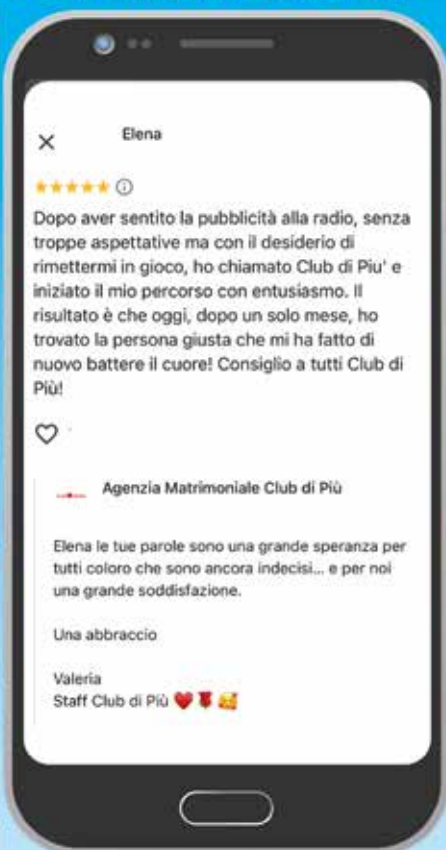 Elena
Dopo aver sentito la pubblicità alla radio, senza
troppe aspettative ma con il desiderio di
rimettermi in gioco, ho chiamato Club di Piu' e
iniziato il mio percorso con entusiasmo. Il
risultato è che oggi, dopo un solo mese, ho
trovato la persona giusta che mi ha fatto di
nuovo battere il cuore! Consiglio a tutti Club di
Più!
Agenzia Matrimoniale Club di Più
Elena le tue parole sono una grande speranza per
tutti coloro che sono ancora indecisi... e per noi
una grande soddisfazione.
Una abbraccio
Valeria
Staff Club di Più ❤️🌹🥰